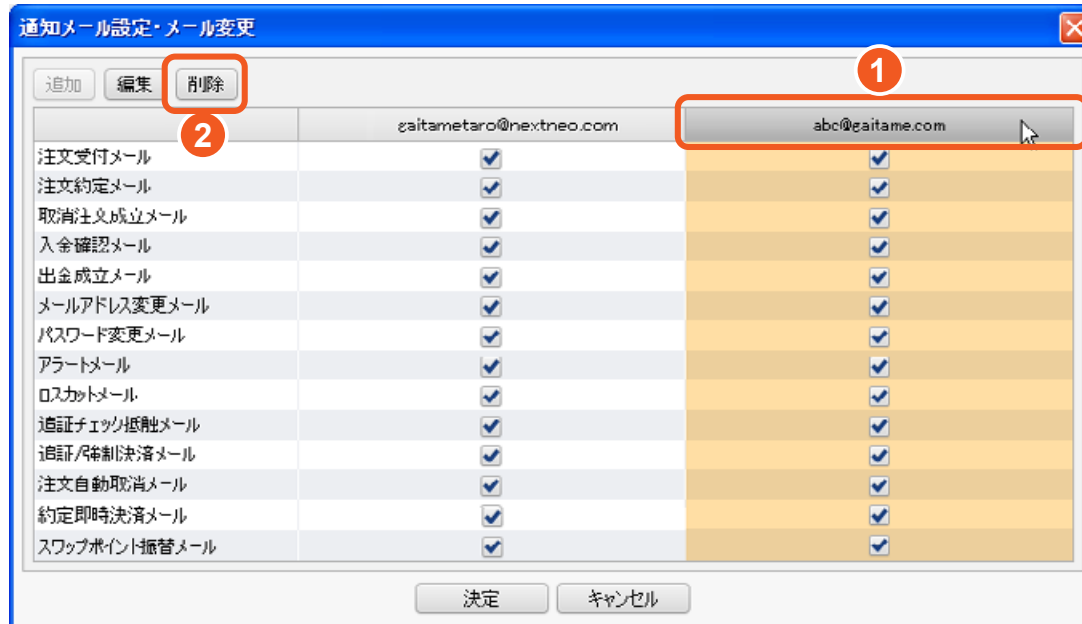 通知メール設定・メール変更
1
追加 編集 削除
2
gaitametaro@nextneo.com abc@gaitame.com
注文受付メール
注文約定メール
取消注文成立メール
入金確認メール
出金成立メール
メールアドレス変更メール
パスワード変更メール
アラートメール
ロスカットメール
追証チェック抵触メール
追証/強制決済メール
注文自動取消メール
約定即時決済メール
スワップポイント振替メール
決定 キャンセル